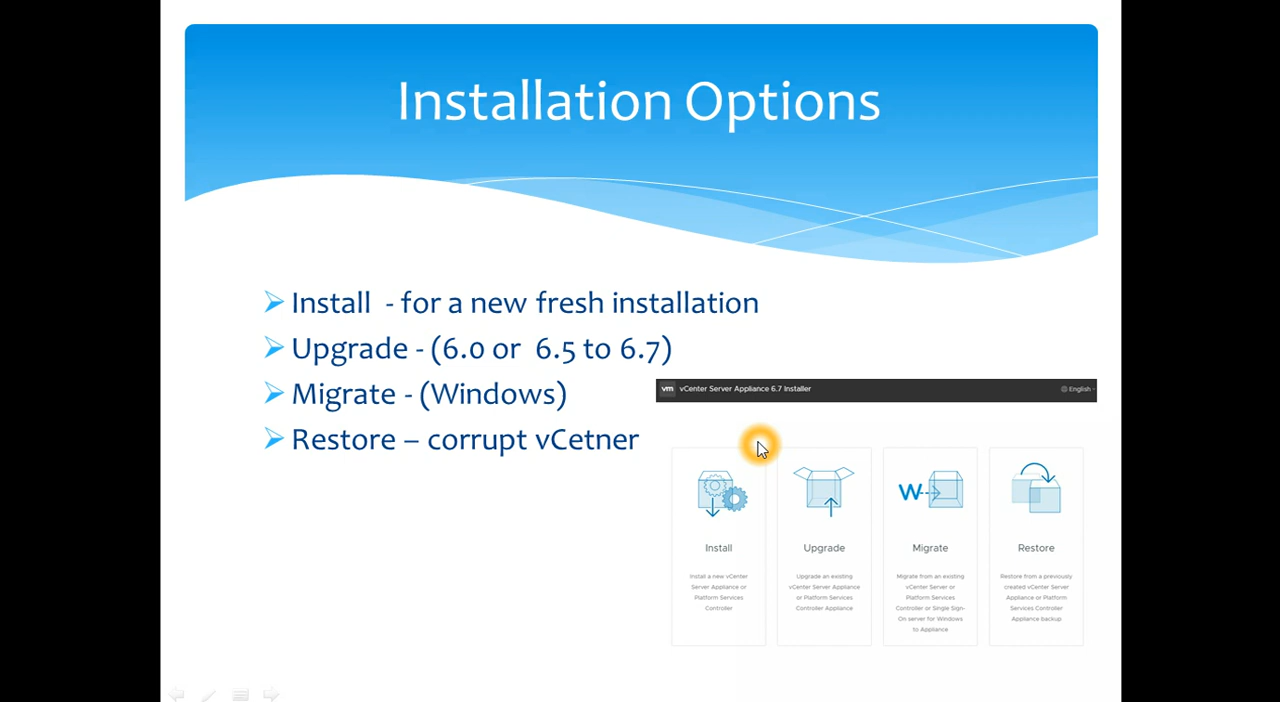 Installation Options
Install - for a new fresh installation
Upgrade - (6.0 or 6.5 to 6.7)
Migrate - (Windows)
Restore – corrupt vCetner
vm vCenter Server Appliance 6.7 Installer
English
Install
Install a new vCenter
Server Appliance or
Platform Services
Controller
Upgrade
Upgrade an existing
vCenter Server Appliance
or Platform Services
Controller Appliance
W
Migrate
Migrate from an existing
vCenter Server or
Platform Services
Controller or Single Sign-
On server for Windows
to Appliance
Restore
Restore from a previously
created vCenter Server
Appliance or Platform
Services Controller
Appliance backup